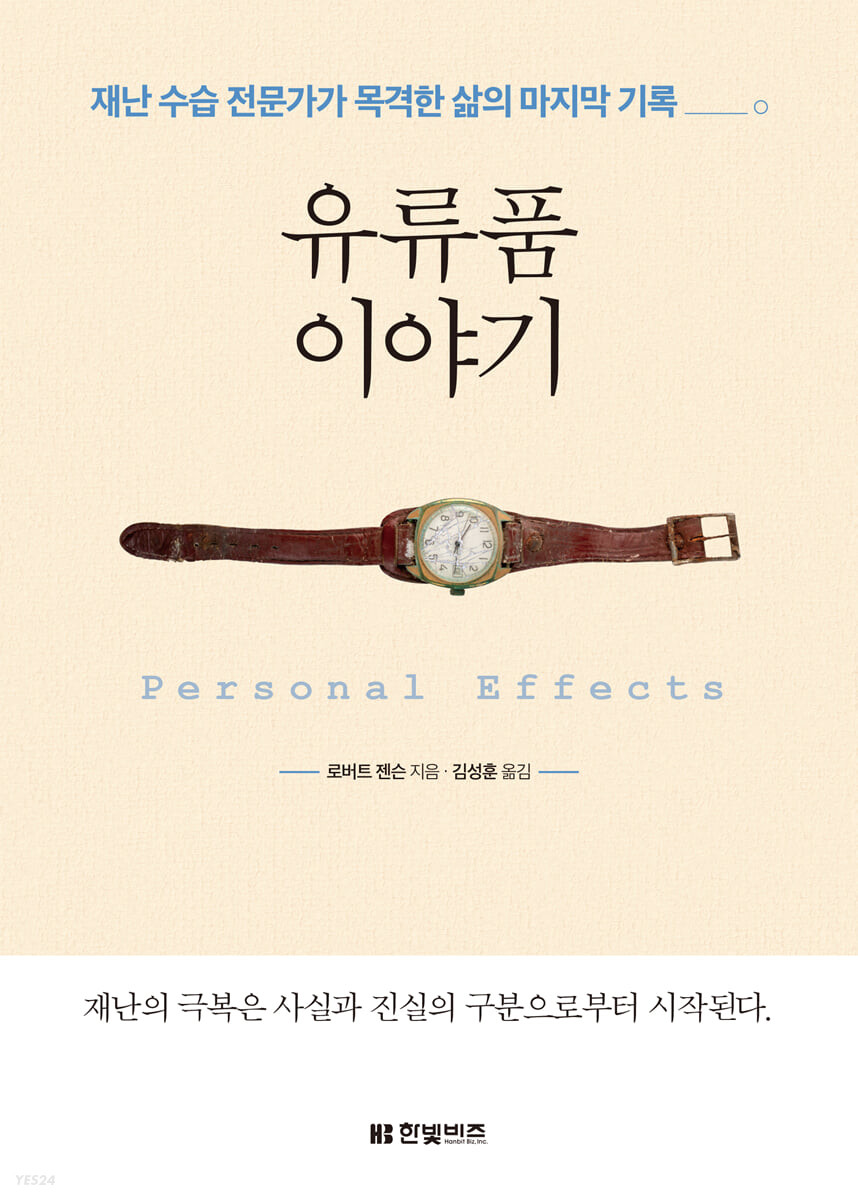 재난 수습 전문가가 목격한 삶의 마지막 기록
유류품
이야기
Personal Effects
로버트 젠슨 지음 · 김성훈 옮김
재난의 극복은 사실과 진실의 구분으로부터 시작된다.
HB 한빛비즈
Hanbit Biz, Inc.
YES24